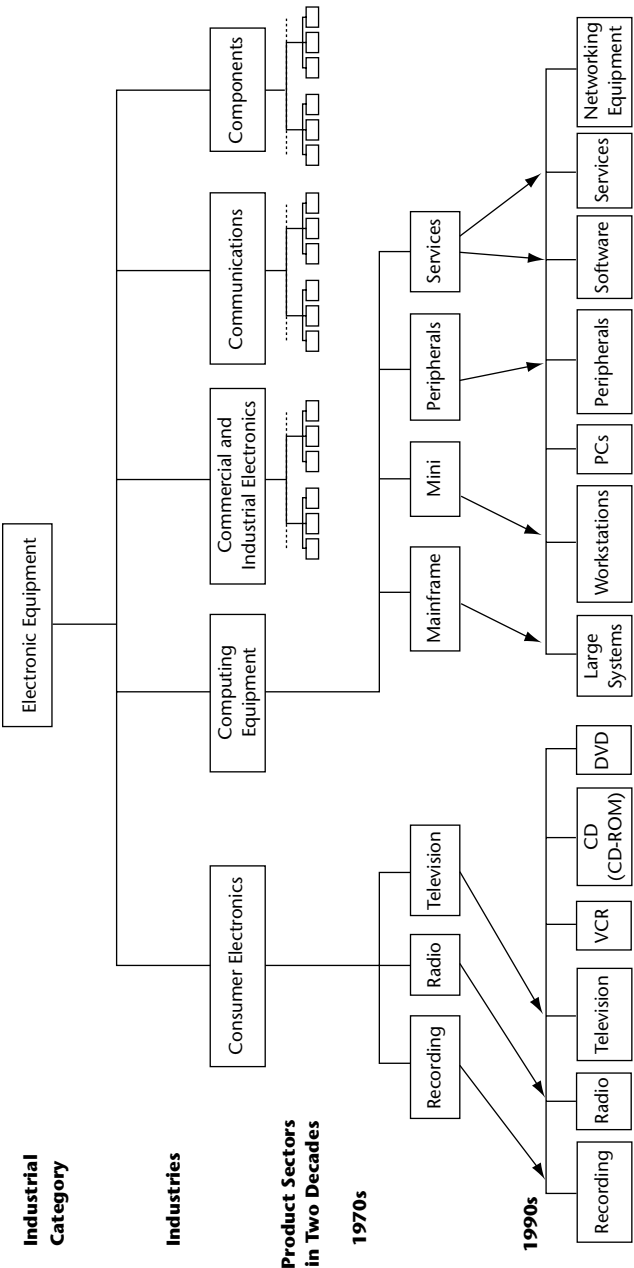 Industrial
Category
Electronic Equipment
Industries
Consumer Electronics
Computing
Equipment
Commercial and
Industrial Electronics
Communications
Components
Product Sectors
in Two Decades
1970s
Recording
Radio
Television
Mainframe
Mini
Peripherals
Services
1990s
Recording
Radio
Television
VCR
CD
(CD-ROM)
DVD
Large
Systems
Workstations
PCs
Peripherals
Software
Services
Networking
Equipment